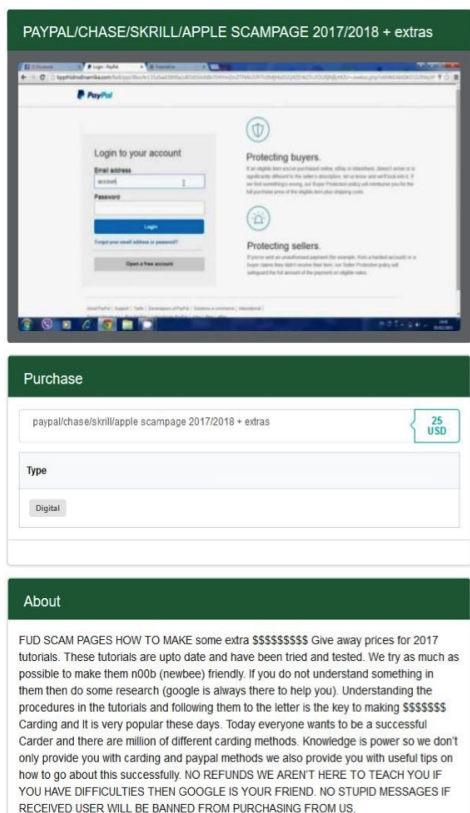 PAYPAL/CHASE/SKRILL/APPLE SCAMPAGE 2017/2018 + extras
PayPal
Login to your account
Email address
account
Password
Login
Forgot your email address or password?
Open a free account
Protecting buyers.
Protecting sellers.
Purchase
paypal/chase/skrill/apple scampage 2017/2018 + extras
25
USD
Type
Digital
About
FUD SCAM PAGES HOW TO MAKE some extra $$$$$$$$$ Give away prices for 2017
tutorials. These tutorials are upto date and have been tried and tested. We try as much as
possible to make them n00b (newbee) friendly. If you do not understand something in
them then do some research (google is always there to help you). Understanding the
procedures in the tutorials and following them to the letter is the key to making $$$$$$$
Carding and It is very popular these days. Today everyone wants to be a successful
Carder and there are million of different carding methods. Knowledge is power so we don't
only provide you with carding and paypal methods we also provide you with useful tips on
how to go about this successfully. NO REFUNDS WE AREN'T HERE TO TEACH YOU IF
YOU HAVE DIFFICULTIES THEN GOOGLE IS YOUR FRIEND. NO STUPID MESSAGES IF
RECEIVED USER WILL BE BANNED FROM PURCHASING FROM US.